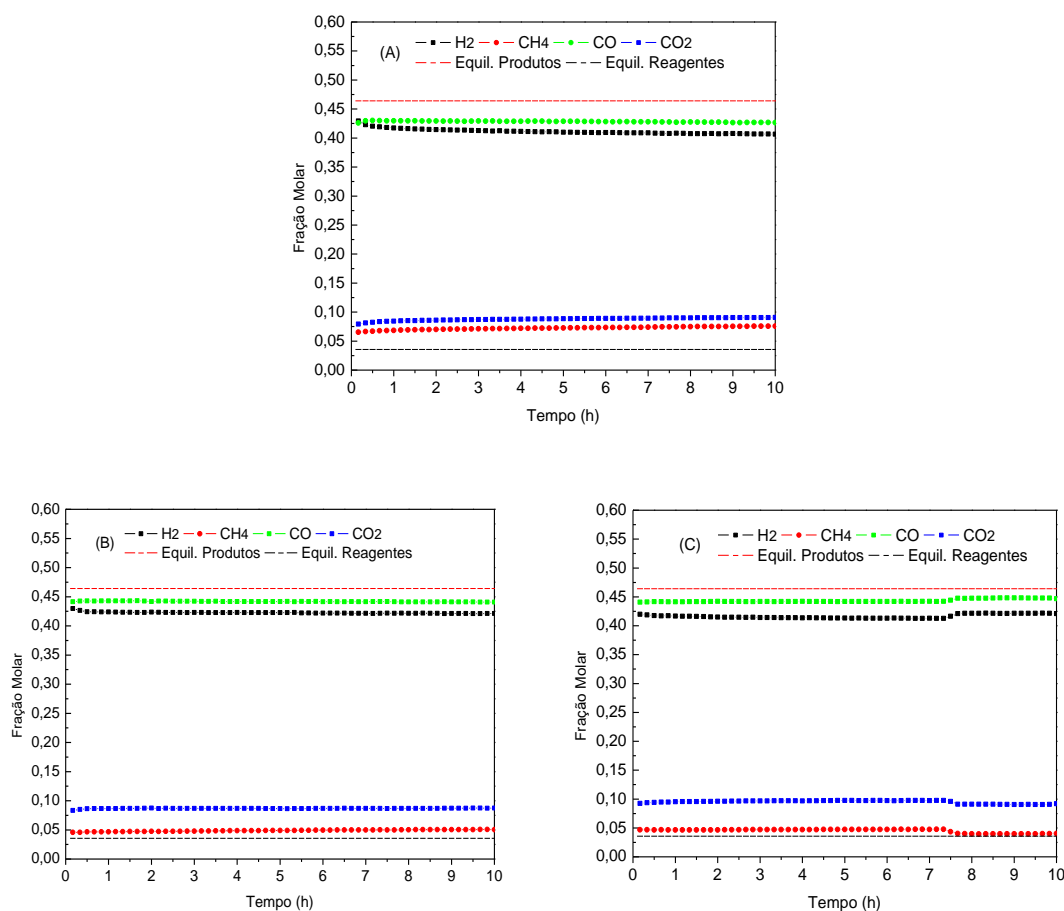 0,60
0,55
0,50
0,45
0,40
0,35
0,30
0,25
0,20
0,15
0,10
0,05
0,00
Fração Molar
(A)
H2 CH4 CO CO2
Equil. Produtos Equil. Reagentes
0 1 2 3 4 5 6 7 8 9 10
Tempo (h)
0,60
0,55
0,50
0,45
0,40
0,35
0,30
0,25
0,20
0,15
0,10
0,05
0,00
Fração Molar
(B)
H2 CH4 CO CO2
Equil. Produtos Equil. Reagentes
0 1 2 3 4 5 6 7 8 9 10
Tempo (h)
0,60
0,55
0,50
0,45
0,40
0,35
0,30
0,25
0,20
0,15
0,10
0,05
0,00
Fração Molar
(C)
H2 CH4 CO CO2
Equil. Produtos Equil. Reagentes
0 1 2 3 4 5 6 7 8 9 10
Tempo (h)